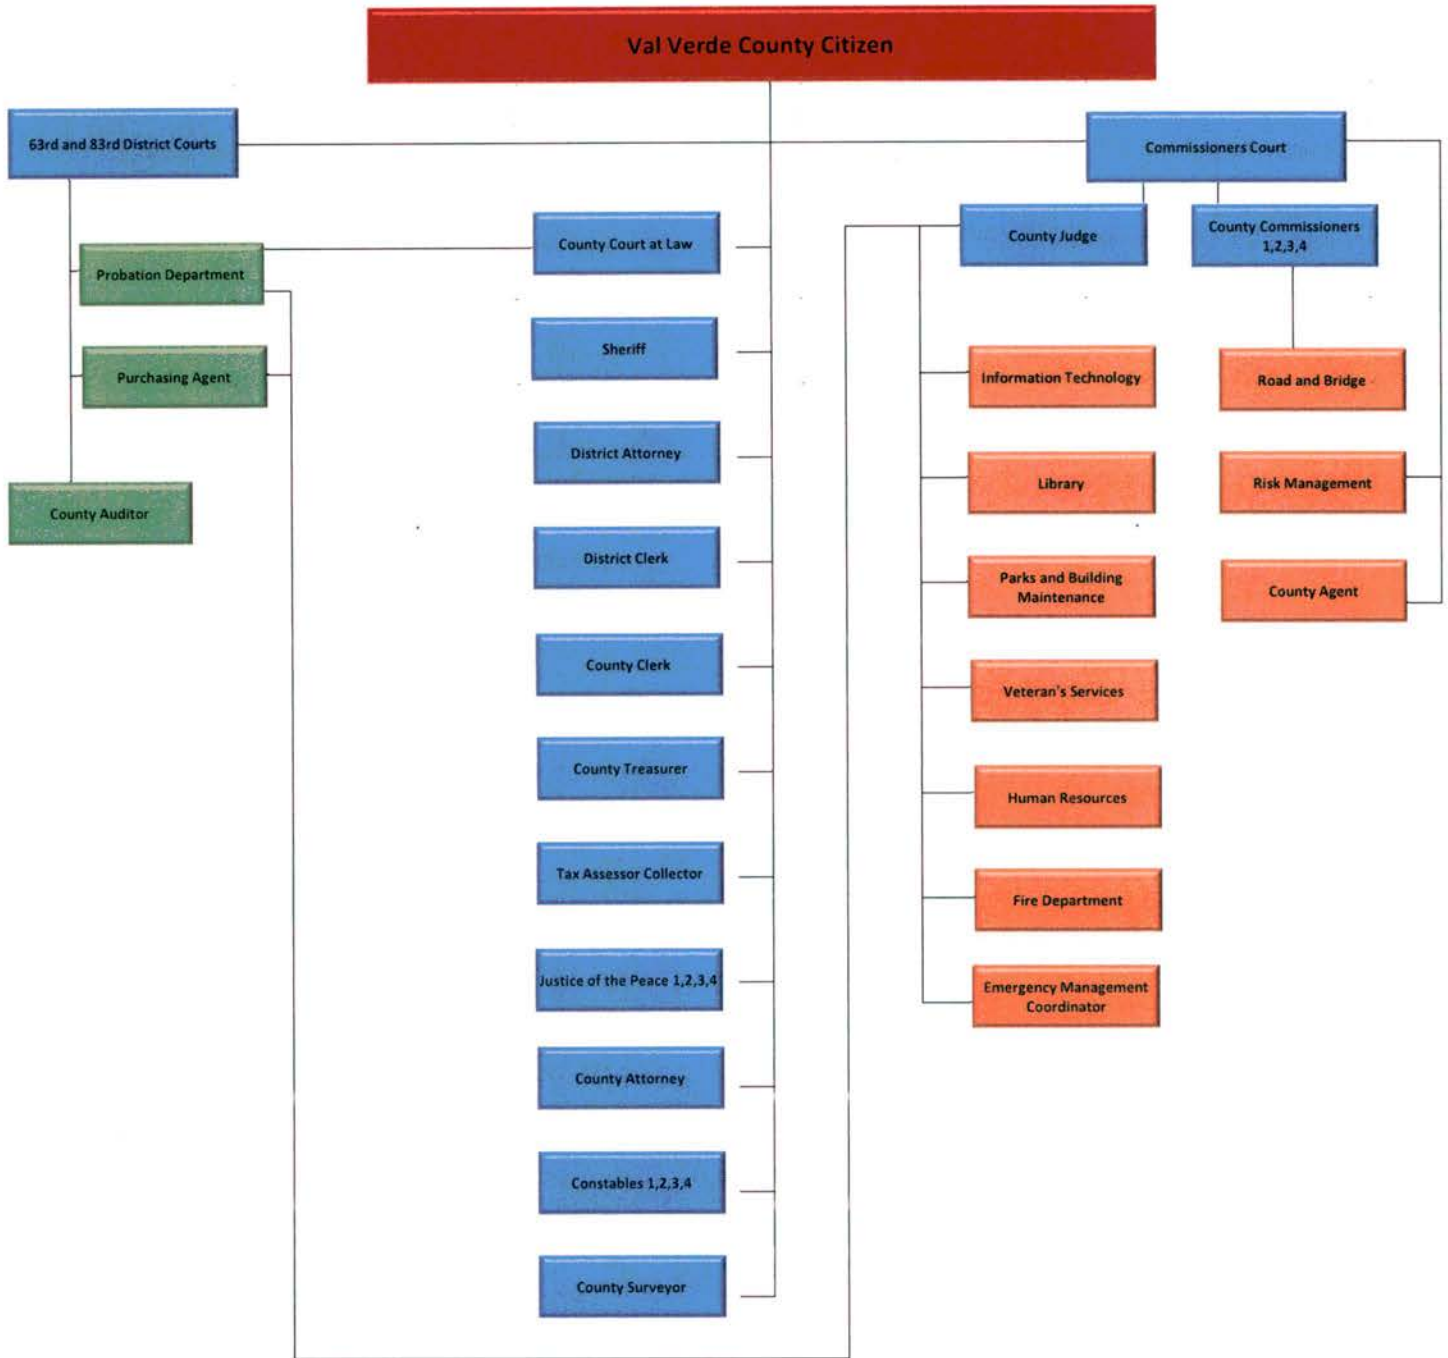 Val Verde County Citizen
63rd and 83rd District Courts
Commissioners Court
County Court at Law
County Judge
County Commissioners
1,2,3,4
Probation Department
Sheriff
Purchasing Agent
Information Technology
Road and Bridge
District Attorney
Library
Risk Management
County Auditor
District Clerk
Parks and Building
Maintenance
County Agent
County Clerk
Veteran's Services
County Treasurer
Human Resources
Tax Assessor Collector
Fire Department
Justice of the Peace 1,2,3,4
Emergency Management
Coordinator
County Attorney
Constables 1,2,3,4
County Surveyor